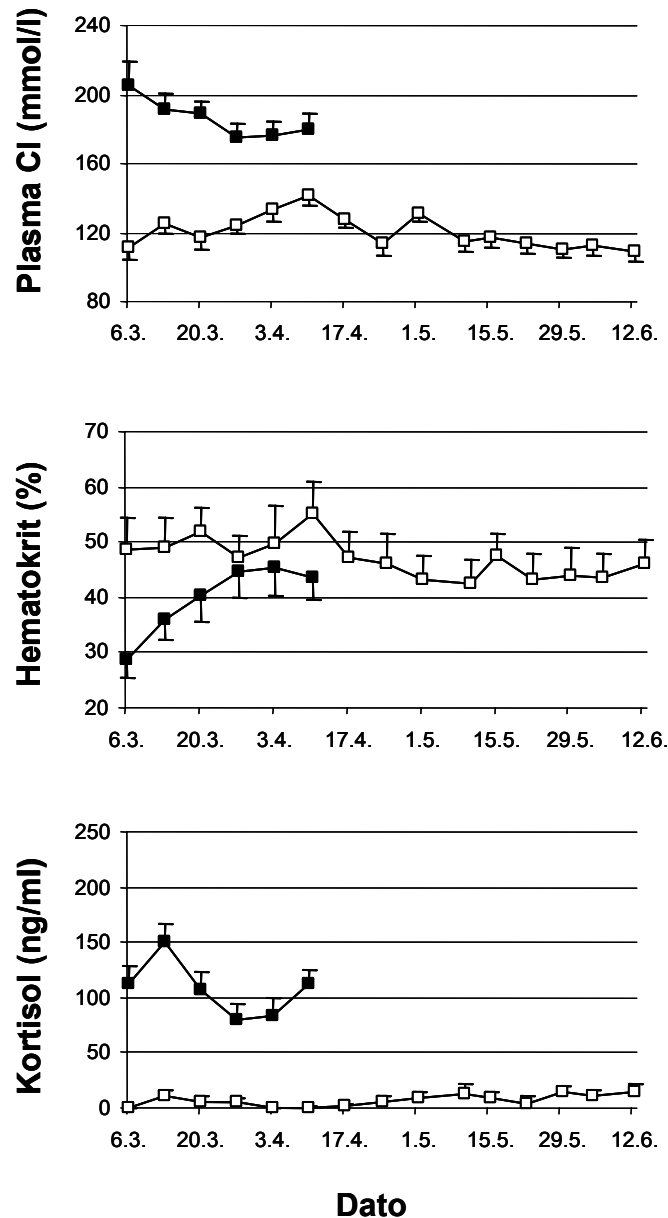 Plasma Cl (mmol/l)
240
200
160
120
80
6.3. 20.3. 3.4. 17.4. 1.5. 15.5. 29.5. 12.6.
Hematokrit (%)
70
60
50
40
30
20
6.3. 20.3. 3.4. 17.4. 1.5. 15.5. 29.5. 12.6.
Kortisol (ng/ml)
250
200
150
100
50
0
6.3. 20.3. 3.4. 17.4. 1.5. 15.5. 29.5. 12.6.
Dato